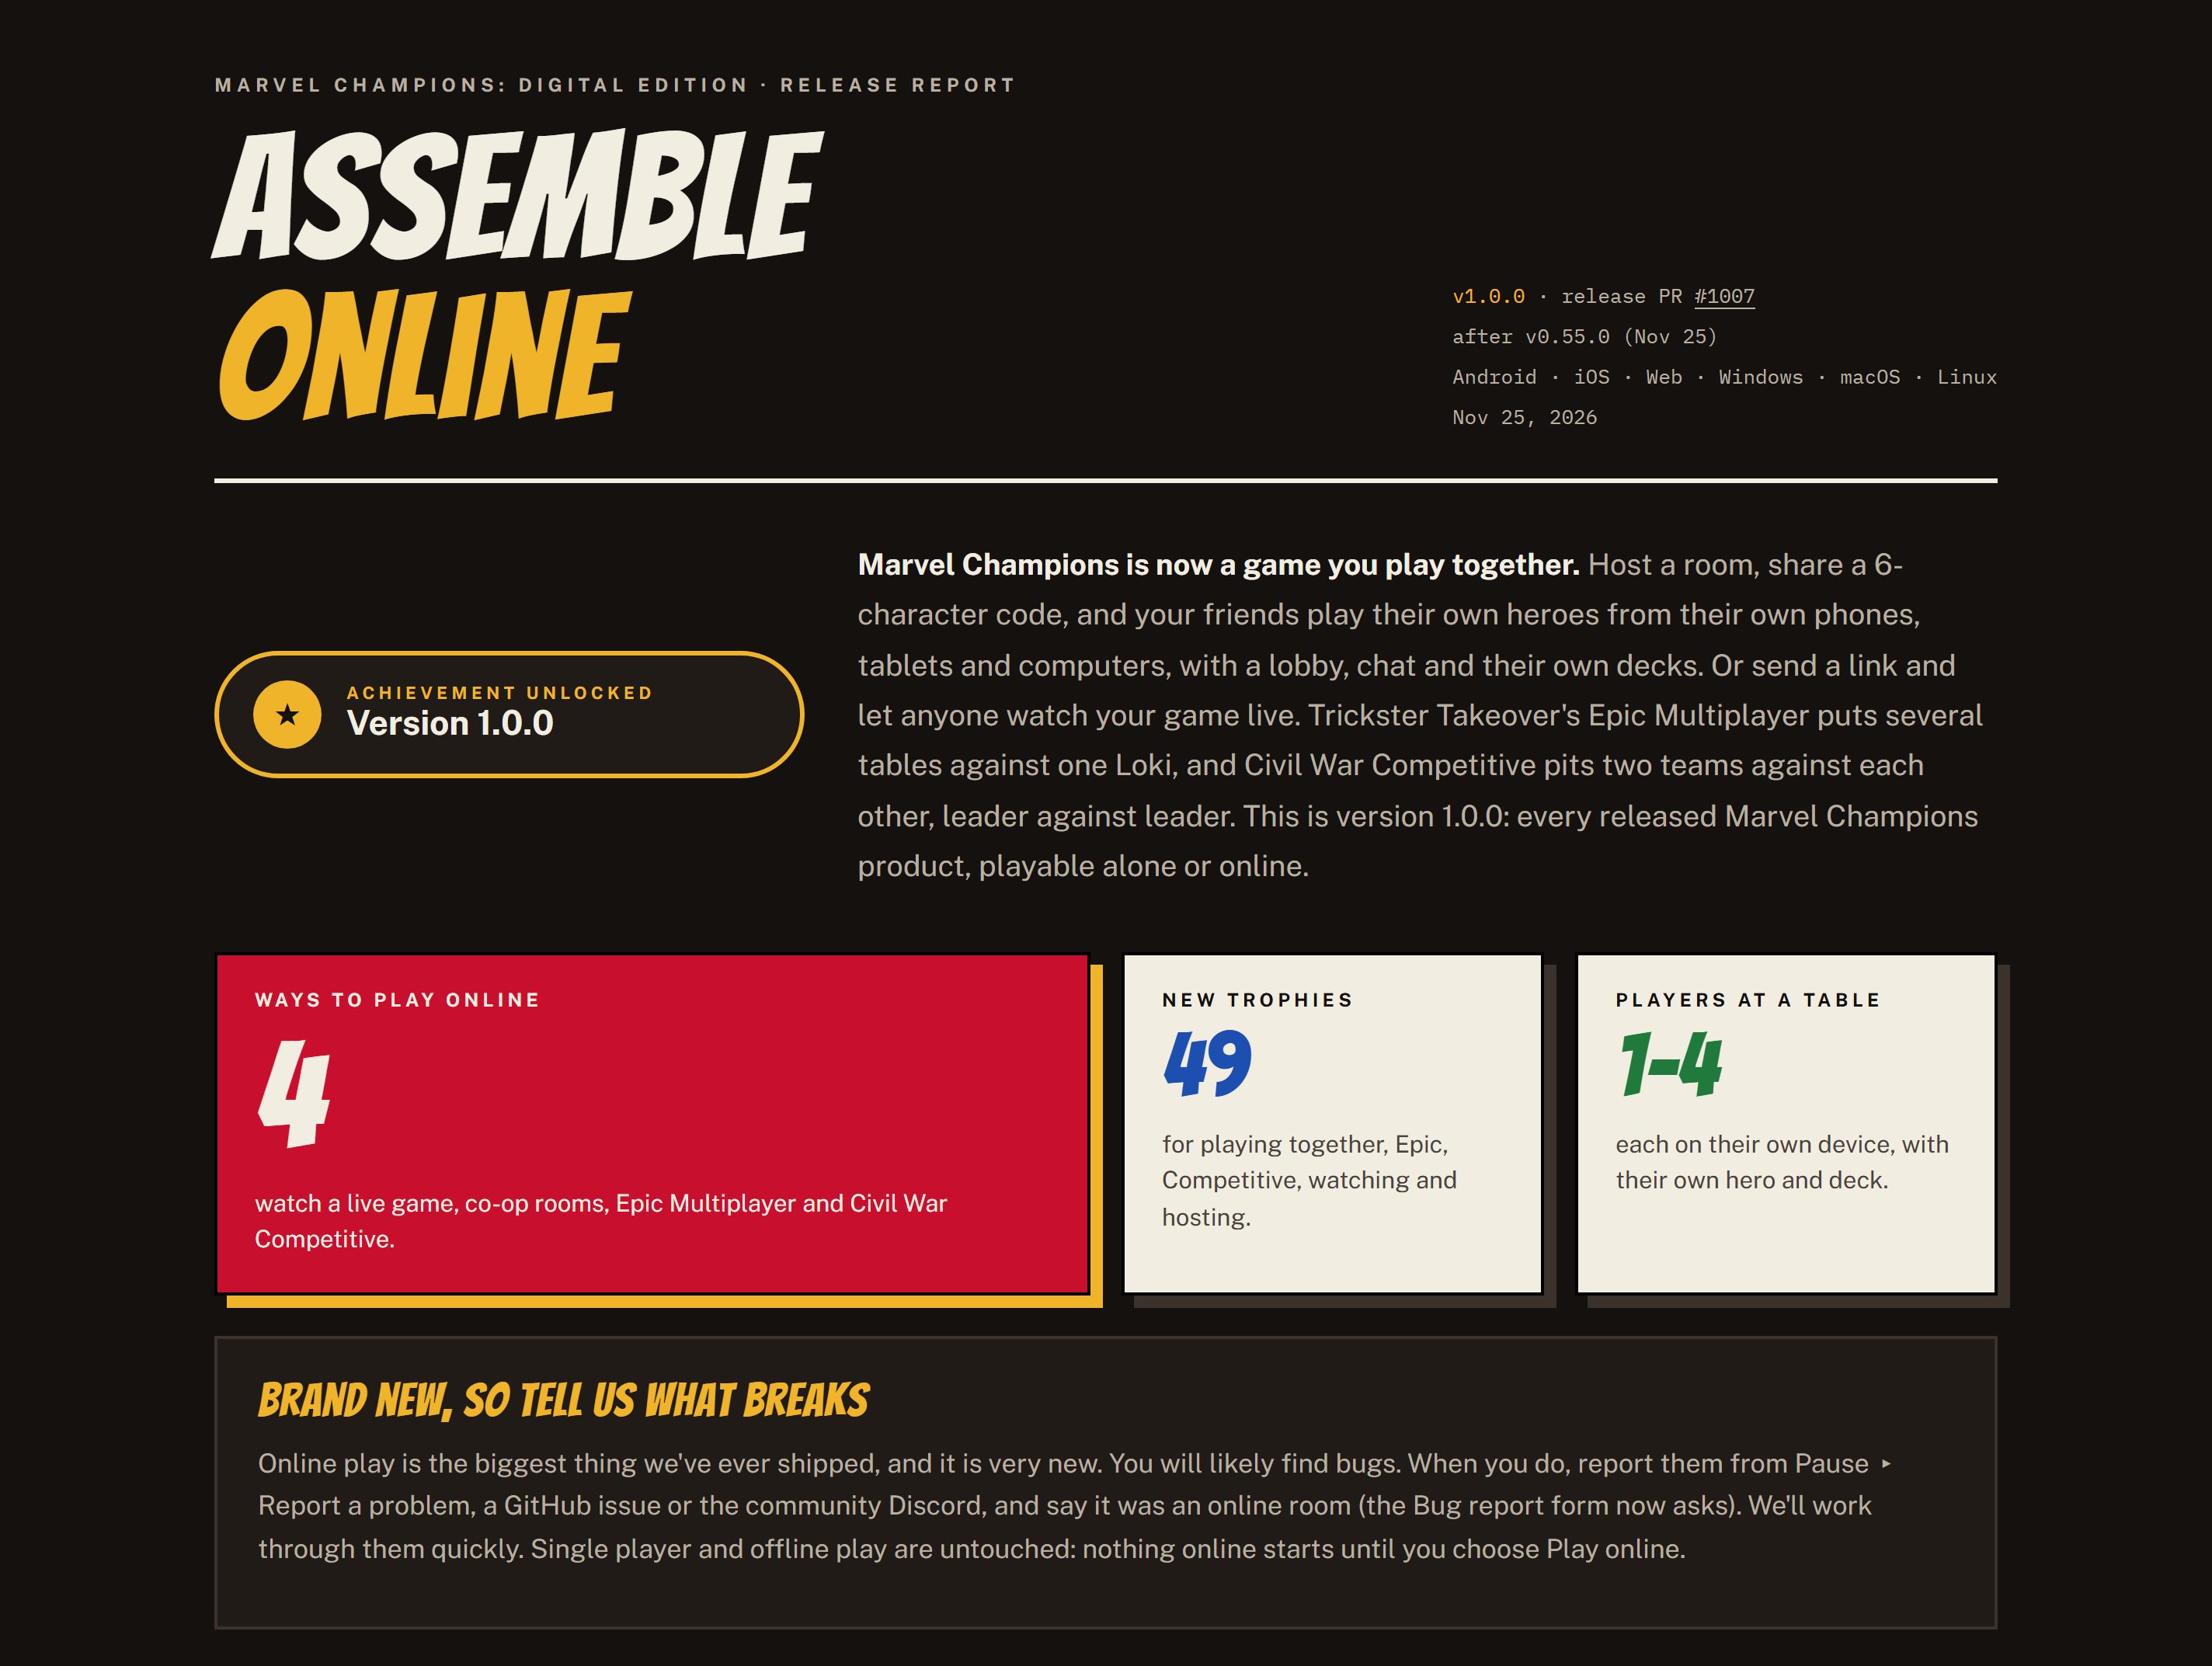 MARVEL CHAMPIONS: DIGITAL EDITION · RELEASE REPORT
ASSEMBLE
ONLINE
v1.0.0 · release PR #1007
after v0.55.0 (Nov 25)
Android · iOS · Web · Windows · macOS · Linux
Nov 25, 2026
ACHIEVEMENT UNLOCKED
★ Version 1.0.0
Marvel Champions is now a game you play together. Host a room, share a 6-
character code, and your friends play their own heroes from their own phones,
tablets and computers, with a lobby, chat and their own decks. Or send a link and
let anyone watch your game live. Trickster Takeover's Epic Multiplayer puts several
tables against one Loki, and Civil War Competitive pits two teams against each
other, leader against leader. This is version 1.0.0: every released Marvel Champions
product, playable alone or online.
WAYS TO PLAY ONLINE
4
watch a live game, co-op rooms, Epic Multiplayer and Civil War
Competitive.
NEW TROPHIES
49
for playing together, Epic,
Competitive, watching and
hosting.
PLAYERS AT A TABLE
1–4
each on their own device, with
their own hero and deck.
BRAND NEW, SO TELL US WHAT BREAKS
Online play is the biggest thing we've ever shipped, and it is very new. You will likely find bugs. When you do, report them from Pause ▸
Report a problem, a GitHub issue or the community Discord, and say it was an online room (the Bug report form now asks). We'll work
through them quickly. Single player and offline play are untouched: nothing online starts until you choose Play online.